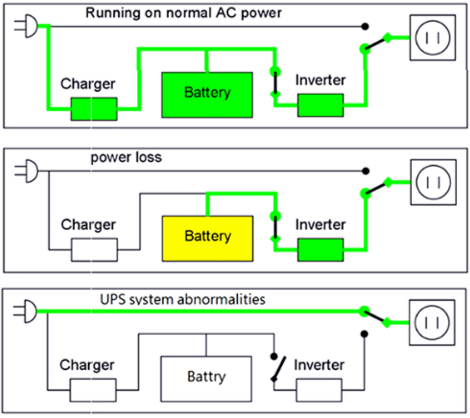 Running on normal AC power
Charger
Battery
Inverter
power loss
Charger
Battery
Inverter
UPS system abnormalities
Charger
Battry
Inverter